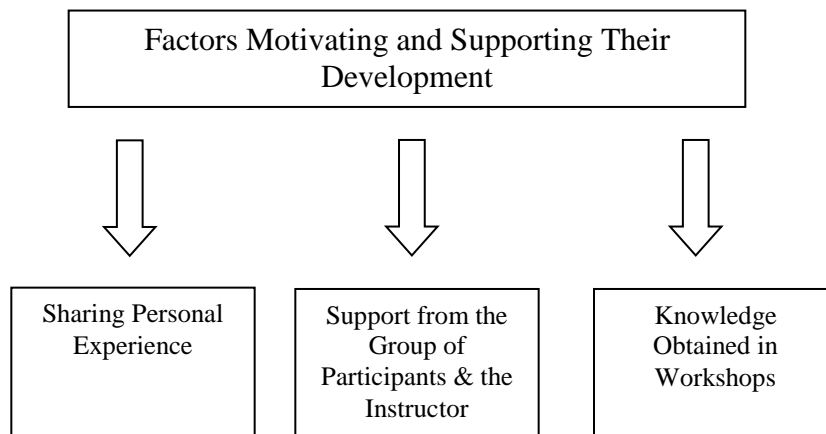 Factors Motivating and Supporting Their
Development
Sharing Personal
Experience
Support from the
Group of
Participants & the
Instructor
Knowledge
Obtained in
Workshops